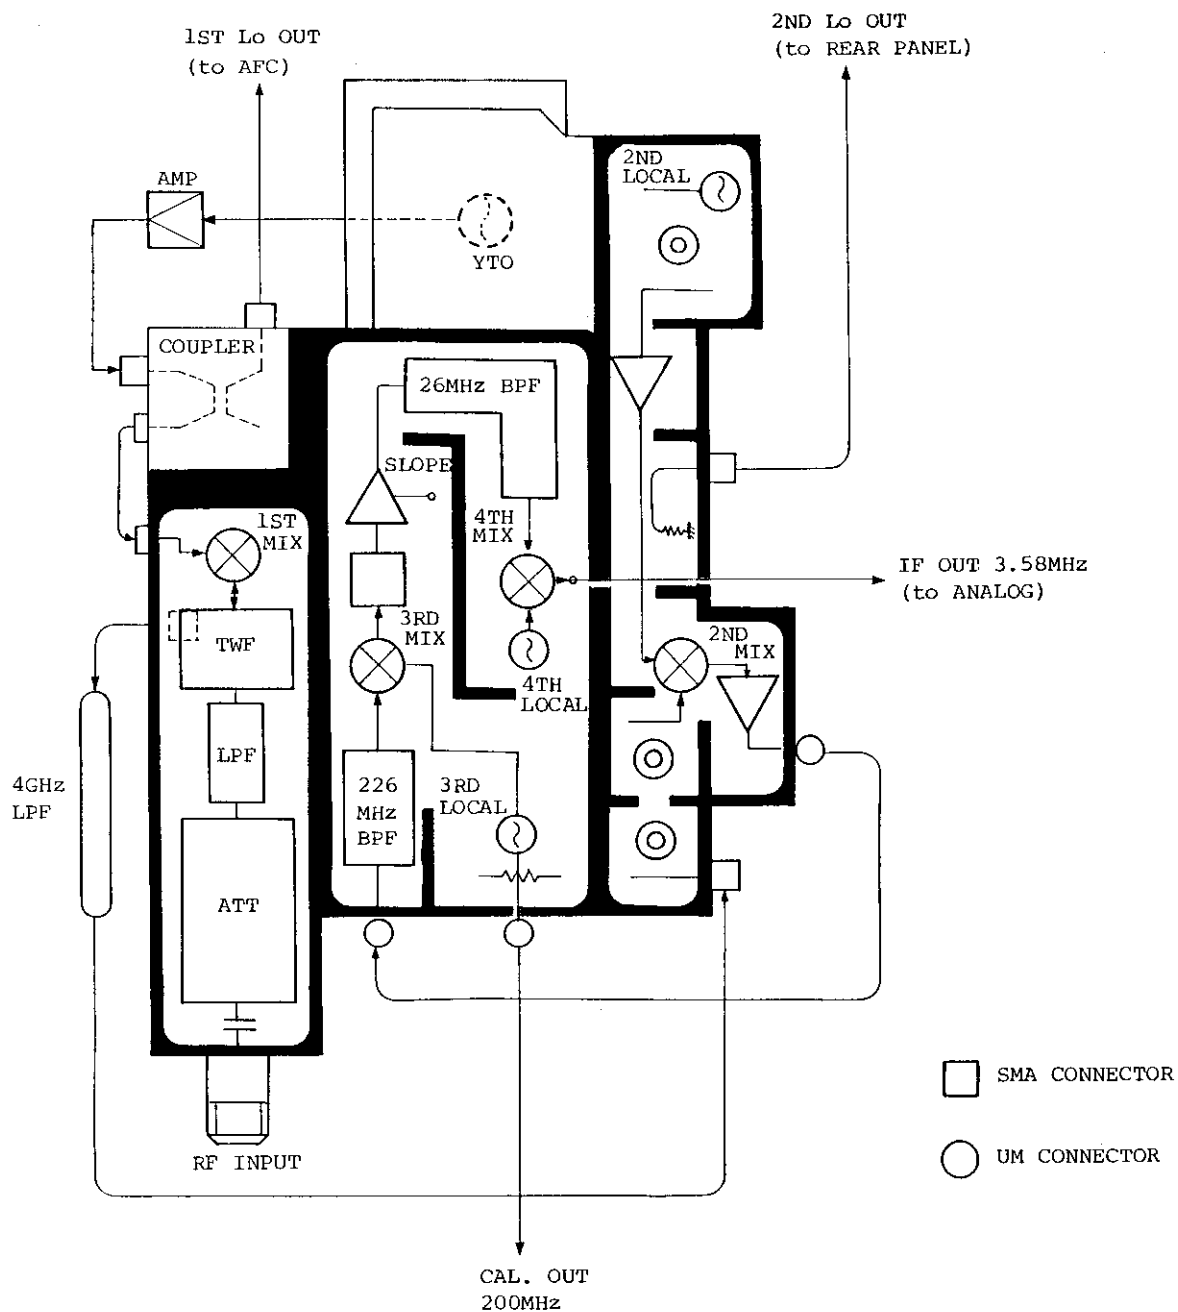 1ST Lo OUT
(to AFC)
2ND Lo OUT
(to REAR PANEL)
AMP
YTO
2ND
LOCAL
COUPLER
26MHz BPF
SLOPE
1ST
MIX
4TH
MIX
IF OUT 3.58MHz
(to ANALOG)
TWF
3RD
MIX
2ND
MIX
4TH
LOCAL
LPF
4GHz
LPF
226
MHz
BPF
3RD
LOCAL
ATT
SMA CONNECTOR
UM CONNECTOR
RF INPUT
CAL. OUT
200MHz